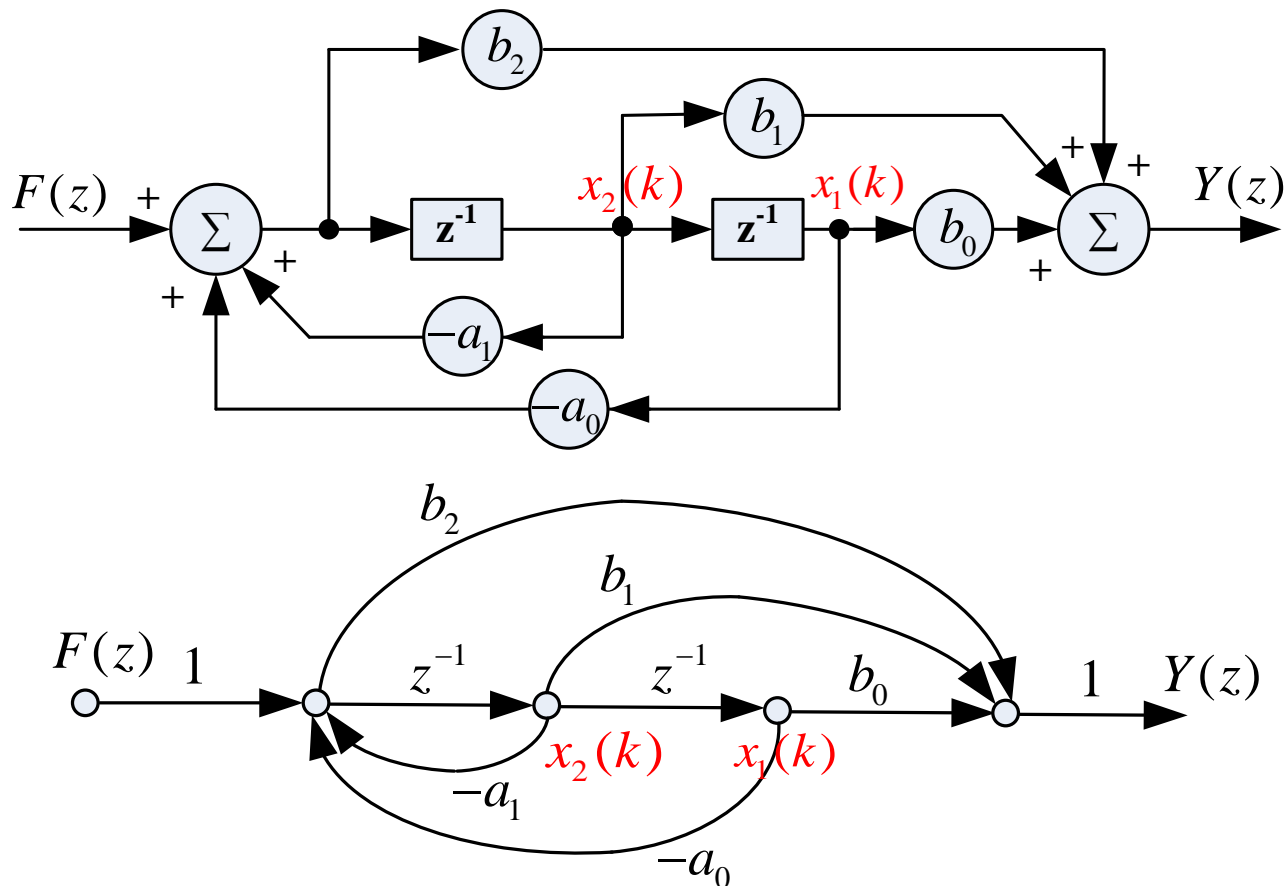 b₂
b₁
F(z) + Σ z⁻¹ x₂(k) z⁻¹ x₁(k) b₀ + + + Σ Y(z)
+ +
−a₁
−a₀
b₂
b₁
F(z) 1 z⁻¹ z⁻¹ b₀ 1 Y(z)
x₂(k) x₁(k)
−a₁
−a₀